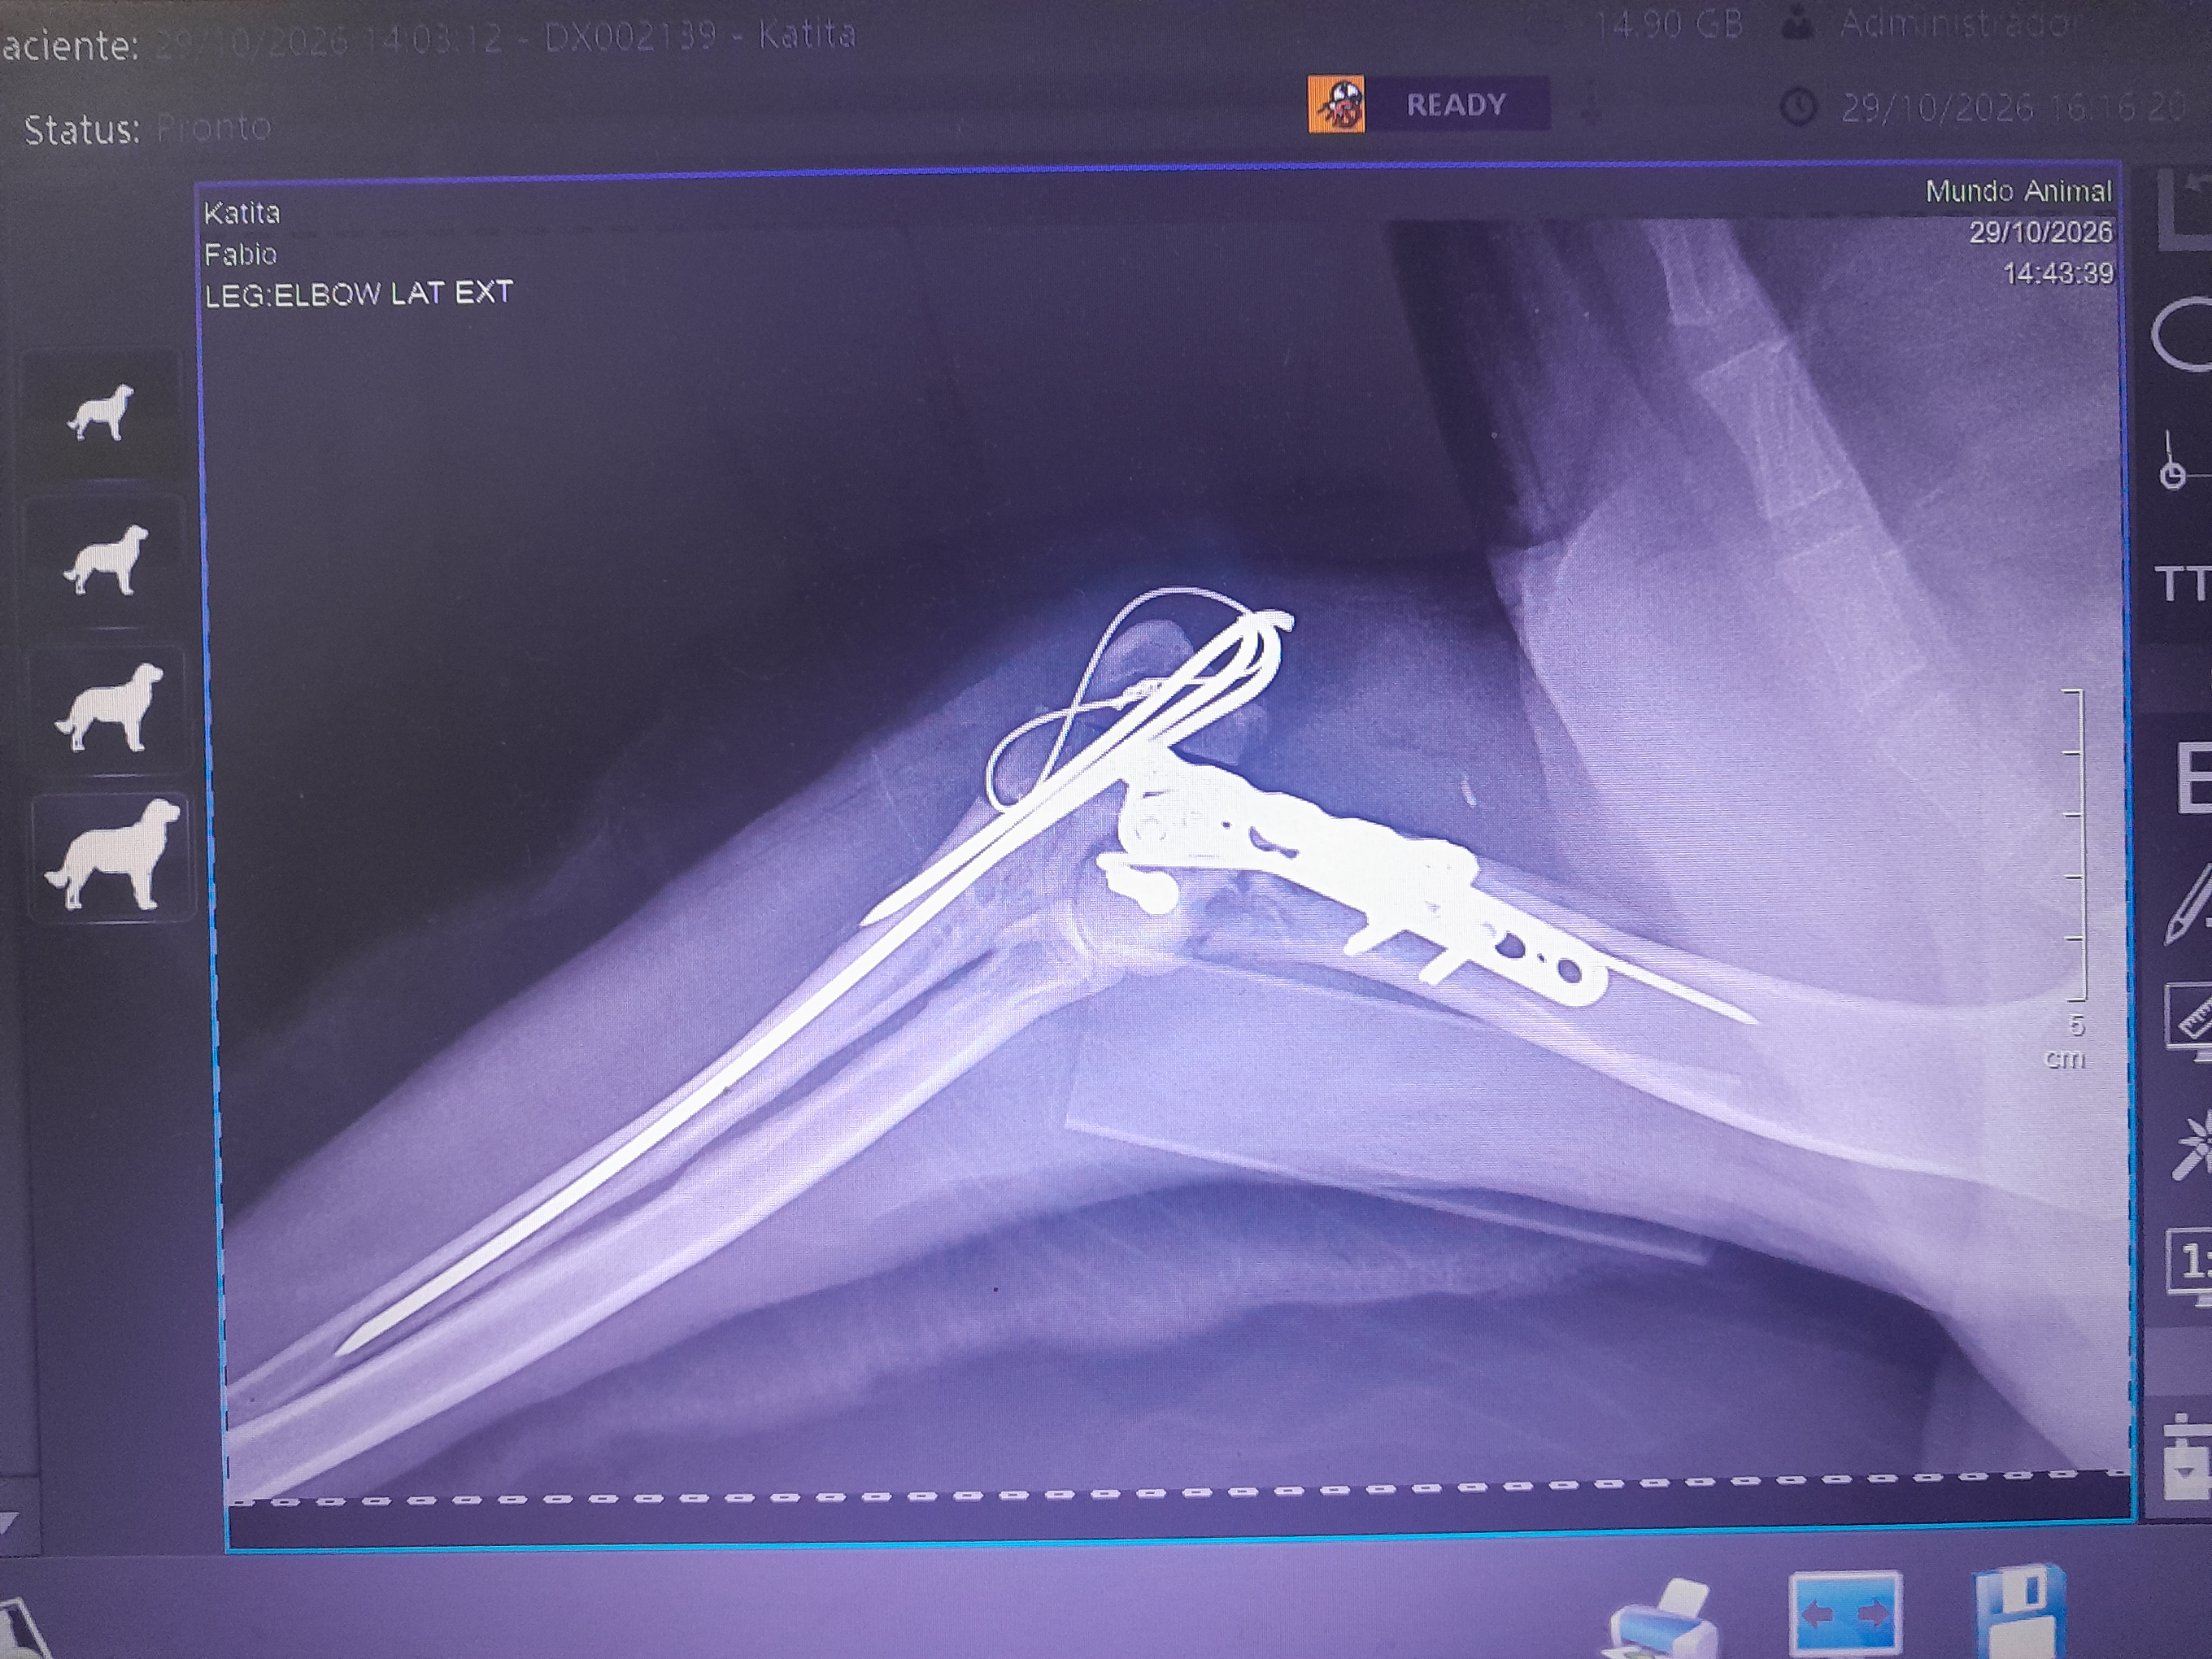 aciente: 29/10/2026 14:03:12 - DX002139 - Katita
14.90 GB
Administrador
Status: Pronto
READY
29/10/2026 16:16:20
Katita
Fabio
LEG:ELBOW LAT EXT
Mundo Animal
29/10/2026
14:43:39
TT
E
5
cm
1: